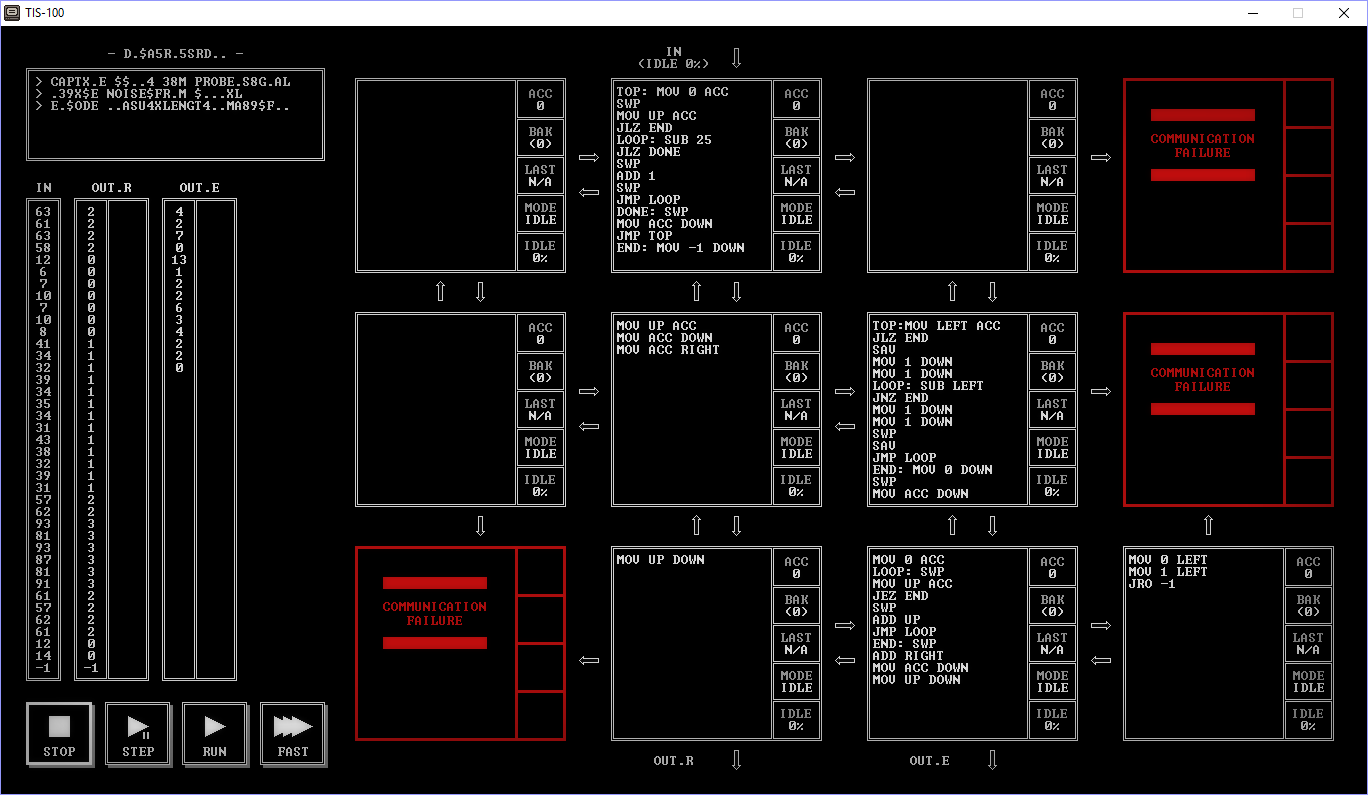 TIS-100
- D.$A5R.5SRD.. -
> CAPTX.E $$..4 38M PROBE.S8G.AL
> .39X$E NOISE$FR.M $...XL
> E.$ODE ..ASU4XLENGT4..MA89$F..
IN OUT.R OUT.E
63 2 4
61 2 2
63 2 7
58 2 0
12 0 13
6 0 1
7 0 2
10 0 2
7 0 6
10 0 3
8 0 4
41 1 2
34 1 2
32 1 0
39 1
34 1
35 1
34 1
31 1
43 1
38 1
32 1
39 1
31 1
57 2
62 2
93 3
81 3
93 3
87 3
81 3
91 3
61 2
57 2
62 2
61 2
12 0
14 0
-1 -1
STOP
STEP
RUN
FAST
IN
(IDLE 0%)
ACC
0
BAK
(0)
LAST
N/A
MODE
IDLE
IDLE
0%
TOP: MOV 0 ACC
SWP
MOV UP ACC
JLZ END
LOOP: SUB 25
JLZ DONE
SWP
ADD 1
SWP
JMP LOOP
DONE: SWP
MOV ACC DOWN
JMP TOP
END: MOV -1 DOWN
ACC
0
BAK
(0)
LAST
N/A
MODE
IDLE
IDLE
0%
ACC
0
BAK
(0)
LAST
N/A
MODE
IDLE
IDLE
0%
COMMUNICATION
FAILURE
ACC
0
BAK
(0)
LAST
N/A
MODE
IDLE
IDLE
0%
MOV UP ACC
MOV ACC DOWN
MOV ACC RIGHT
ACC
0
BAK
(0)
LAST
N/A
MODE
IDLE
IDLE
0%
TOP:MOV LEFT ACC
JLZ END
SAV
MOV 1 DOWN
MOV 1 DOWN
LOOP: SUB LEFT
JNZ END
MOV 1 DOWN
MOV 1 DOWN
SWP
SAV
JMP LOOP
END: MOV 0 DOWN
SWP
MOV ACC DOWN
ACC
0
BAK
(0)
LAST
N/A
MODE
IDLE
IDLE
0%
COMMUNICATION
FAILURE
COMMUNICATION
FAILURE
MOV UP DOWN
ACC
0
BAK
(0)
LAST
N/A
MODE
IDLE
IDLE
0%
MOV 0 ACC
LOOP: SWP
MOV UP ACC
JEZ END
SWP
ADD UP
JMP LOOP
END: SWP
ADD RIGHT
MOV ACC DOWN
MOV UP DOWN
ACC
0
BAK
(0)
LAST
N/A
MODE
IDLE
IDLE
0%
MOV 0 LEFT
MOV 1 LEFT
JRO -1
ACC
0
BAK
(0)
LAST
N/A
MODE
IDLE
IDLE
0%
OUT.R
OUT.E